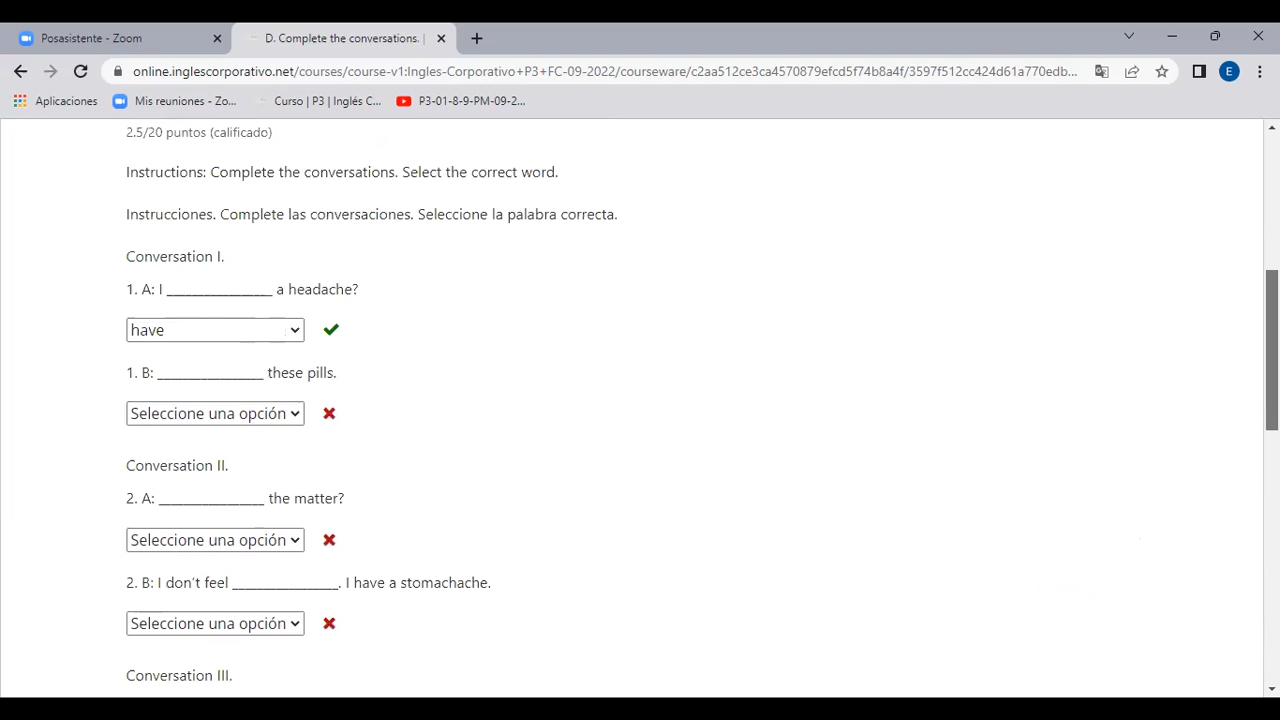 Posasistente - Zoom
D. Complete the conversations. |
online.inglescorporativo.net/courses/course-v1:Ingles-Corporativo+P3+FC-09-2022/courseware/c2aa512ce3ca4570879efcd5f74b8a4f/3597f512cc424d61a770edb...
E
Aplicaciones
Mis reuniones - Zo...
Curso | P3 | Inglés C...
P3-01-8-9-PM-09-2...
2.5/20 puntos (calificado)
Instructions: Complete the conversations. Select the correct word.
Instrucciones. Complete las conversaciones. Seleccione la palabra correcta.
Conversation I.
1. A: I ________________ a headache?
have
1. B: ________________ these pills.
Seleccione una opción
Conversation II.
2. A: ________________ the matter?
Seleccione una opción
2. B: I don't feel ________________. I have a stomachache.
Seleccione una opción
Conversation III.